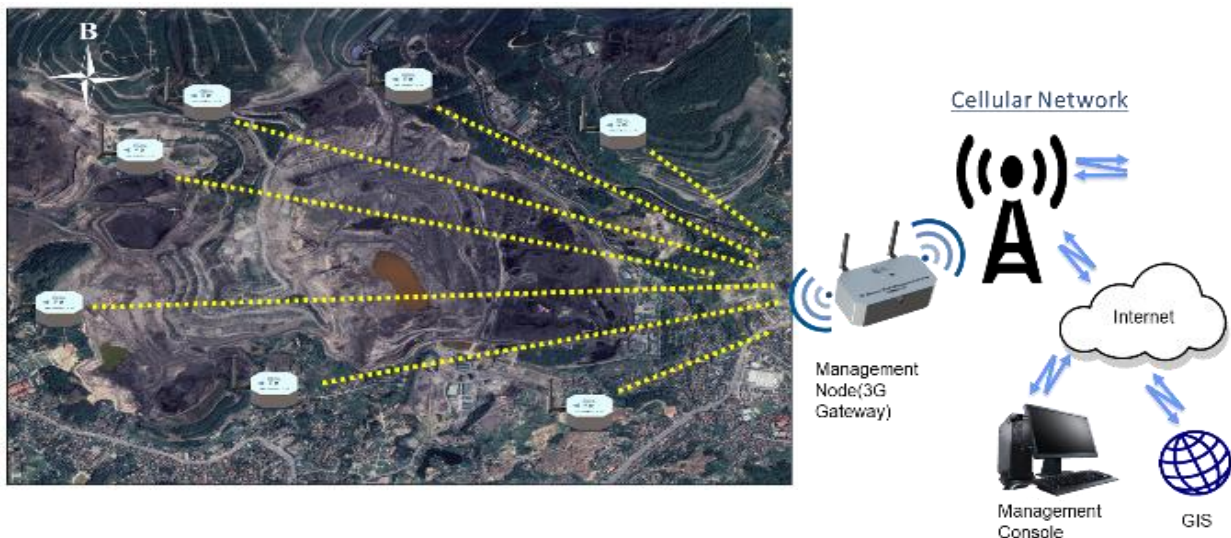 B
Cellular Network
Internet
Management
Node(3G
Gateway)
Management
Console
GIS